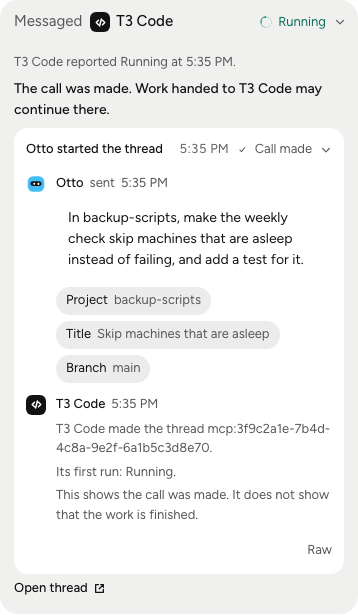 Messaged T3 Code Running
T3 Code reported Running at 5:35 PM.
The call was made. Work handed to T3 Code may
continue there.
Otto started the thread 5:35 PM ✓ Call made
Otto sent 5:35 PM
In backup-scripts, make the weekly
check skip machines that are asleep
instead of failing, and add a test for it.
Project backup-scripts
Title Skip machines that are asleep
Branch main
T3 Code 5:35 PM
T3 Code made the thread mcp:3f9c2a1e-7b4d-
4c8a-9e2f-6a1b5c3d8e70.
Its first run: Running.
This shows the call was made. It does not show
that the work is finished.
Raw
Open thread